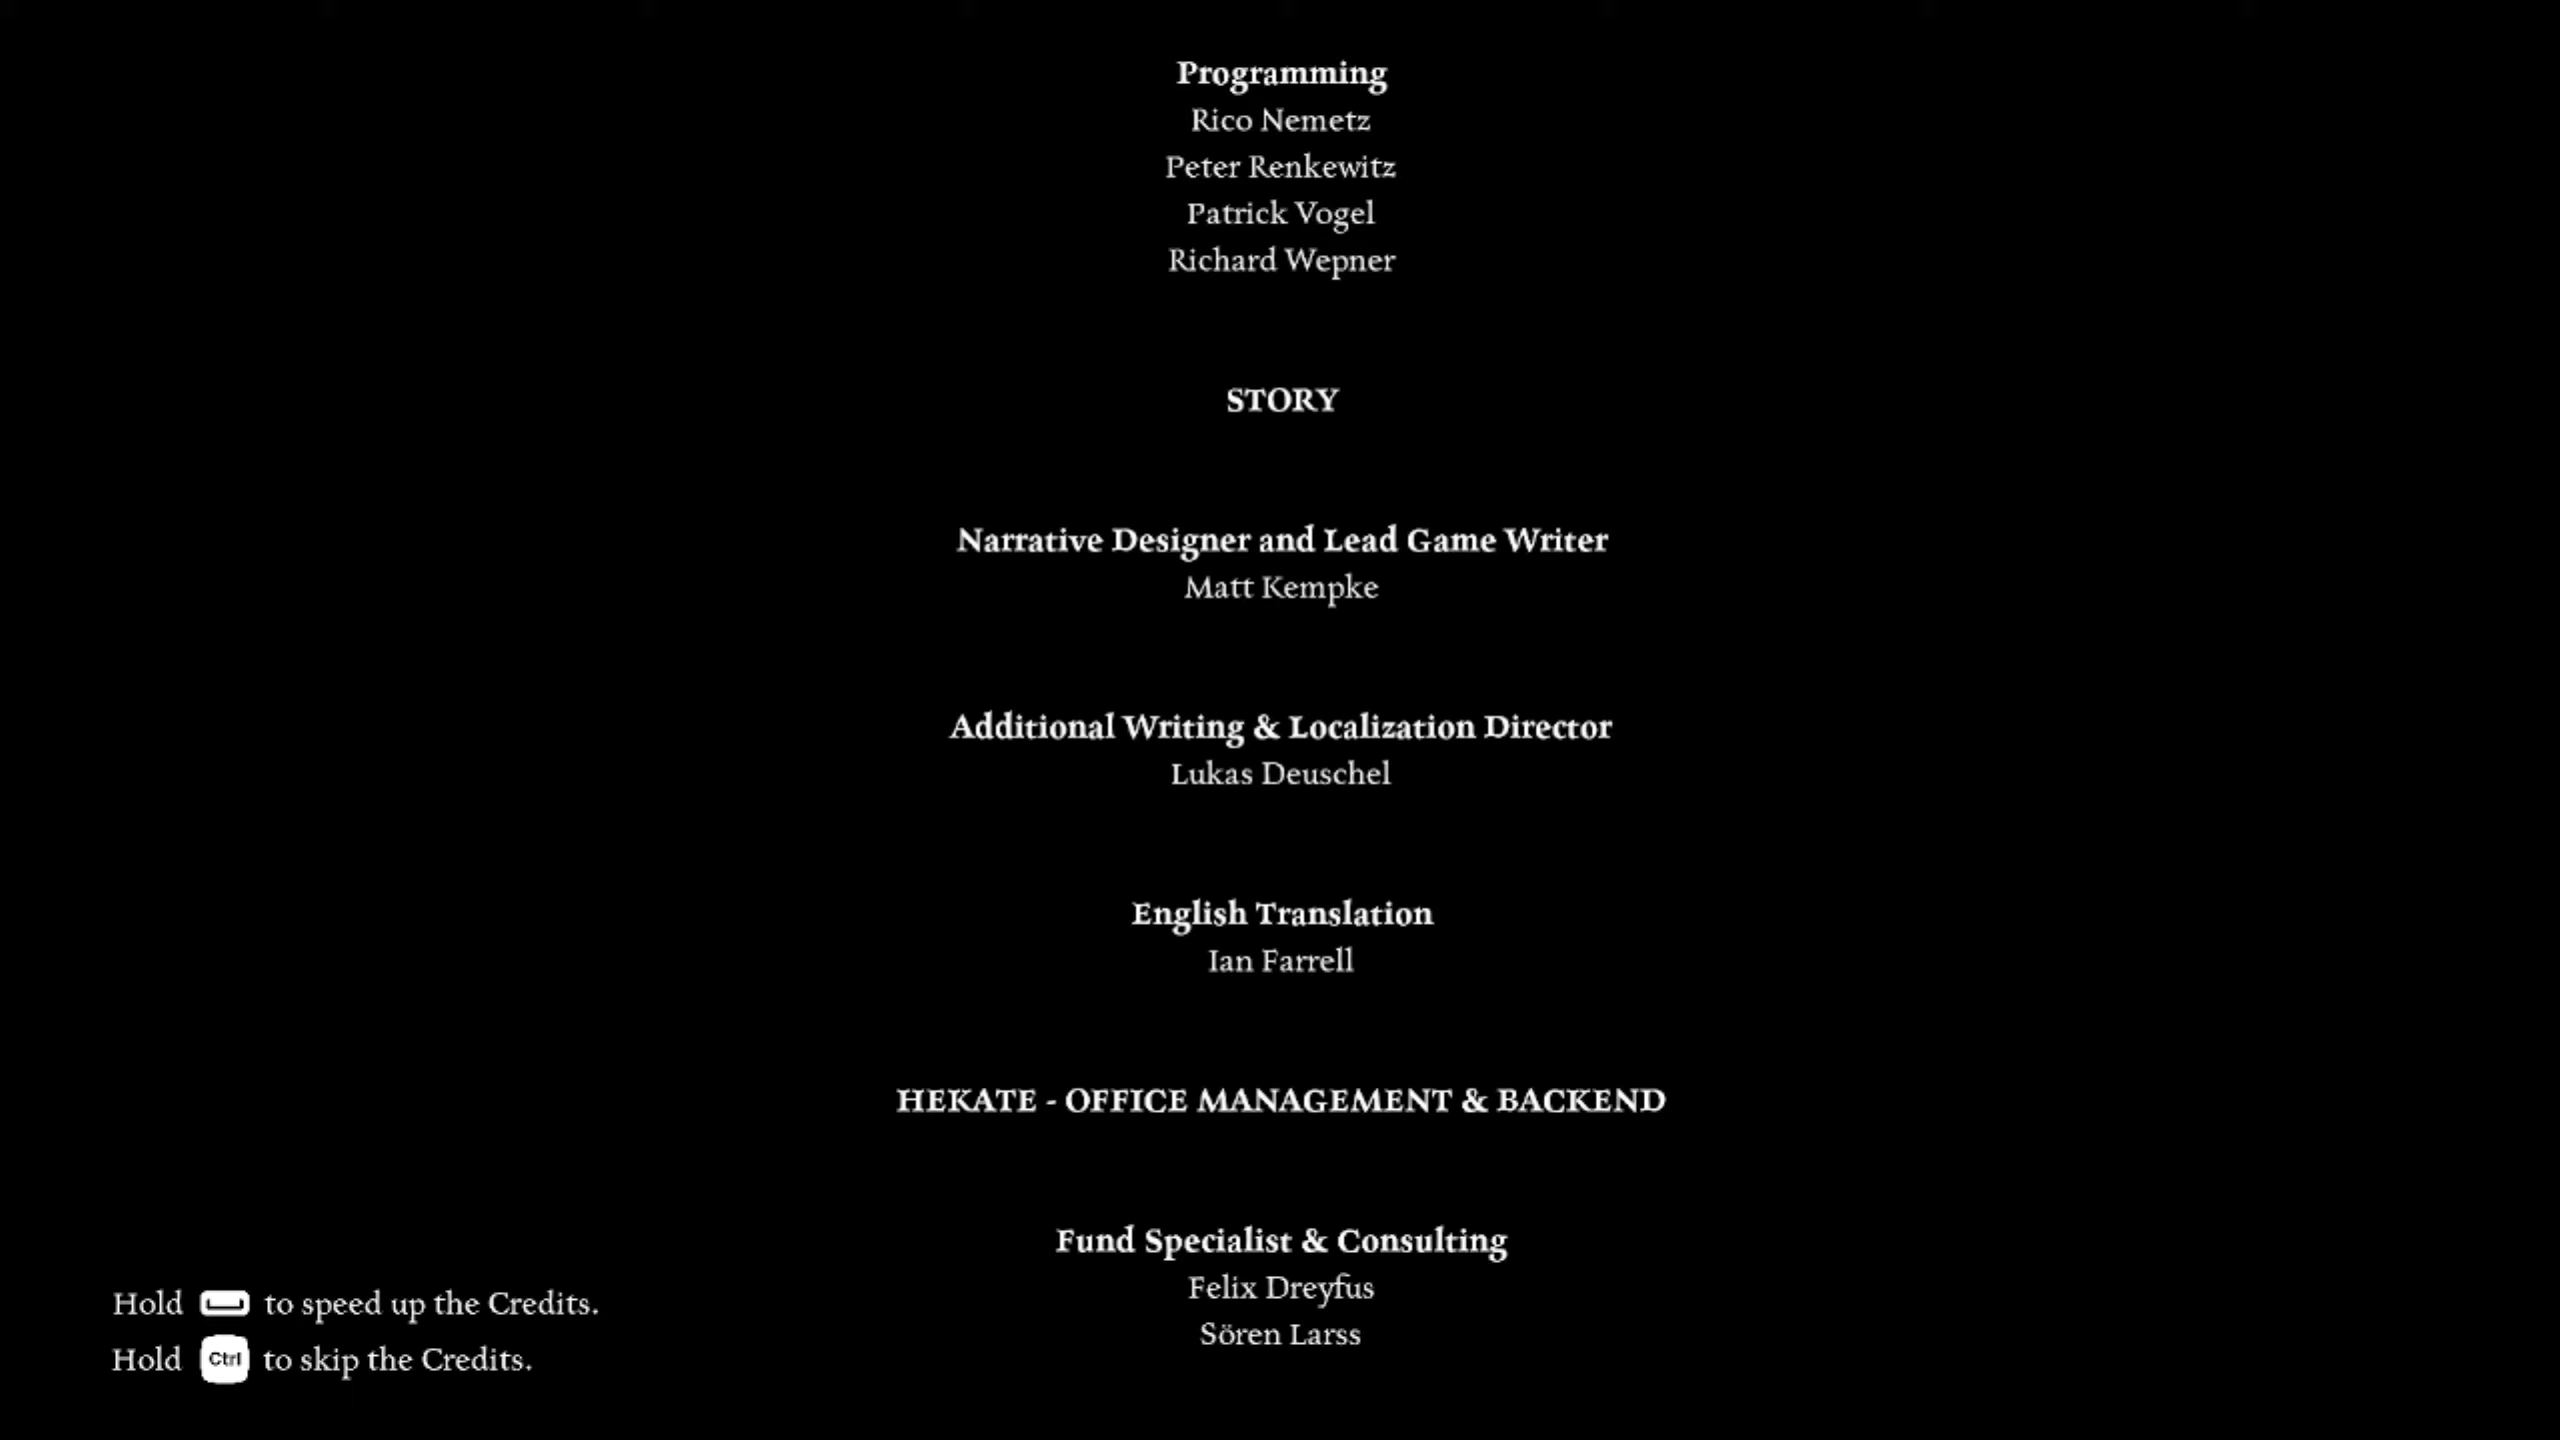 Programming
Rico Nemetz
Peter Renkewitz
Patrick Vogel
Richard Wepner
STORY
Narrative Designer and Lead Game Writer
Matt Kempke
Additional Writing & Localization Director
Lukas Deuschel
English Translation
Ian Farrell
HEKATE - OFFICE MANAGEMENT & BACKEND
Fund Specialist & Consulting
Felix Dreyfus
Sören Larss
Hold to speed up the Credits.
Hold Ctrl to skip the Credits.